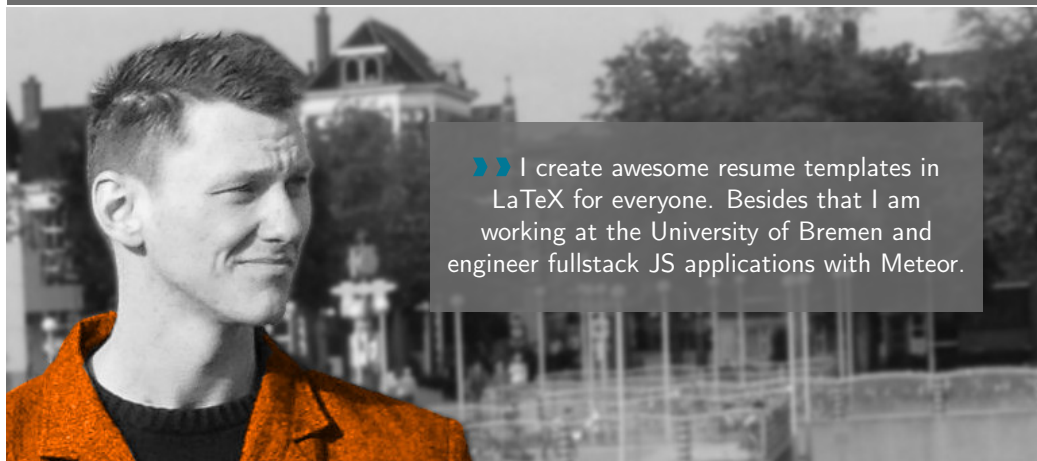 I create awesome resume templates in
LaTeX for everyone. Besides that I am
working at the University of Bremen and
engineer fullstack JS applications with Meteor.